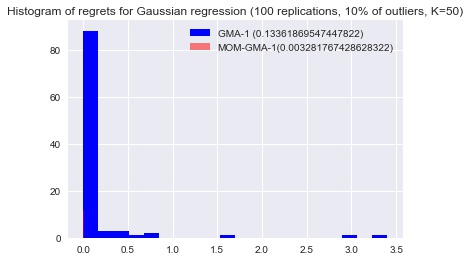 Histogram of regrets for Gaussian regression (100 replications, 10% of outliers, K=50)
GMA-1 (0.13361869547447822)
MOM-GMA-1(0.003281767428628322)
80
60
40
20
0
0.0 0.5 1.0 1.5 2.0 2.5 3.0 3.5